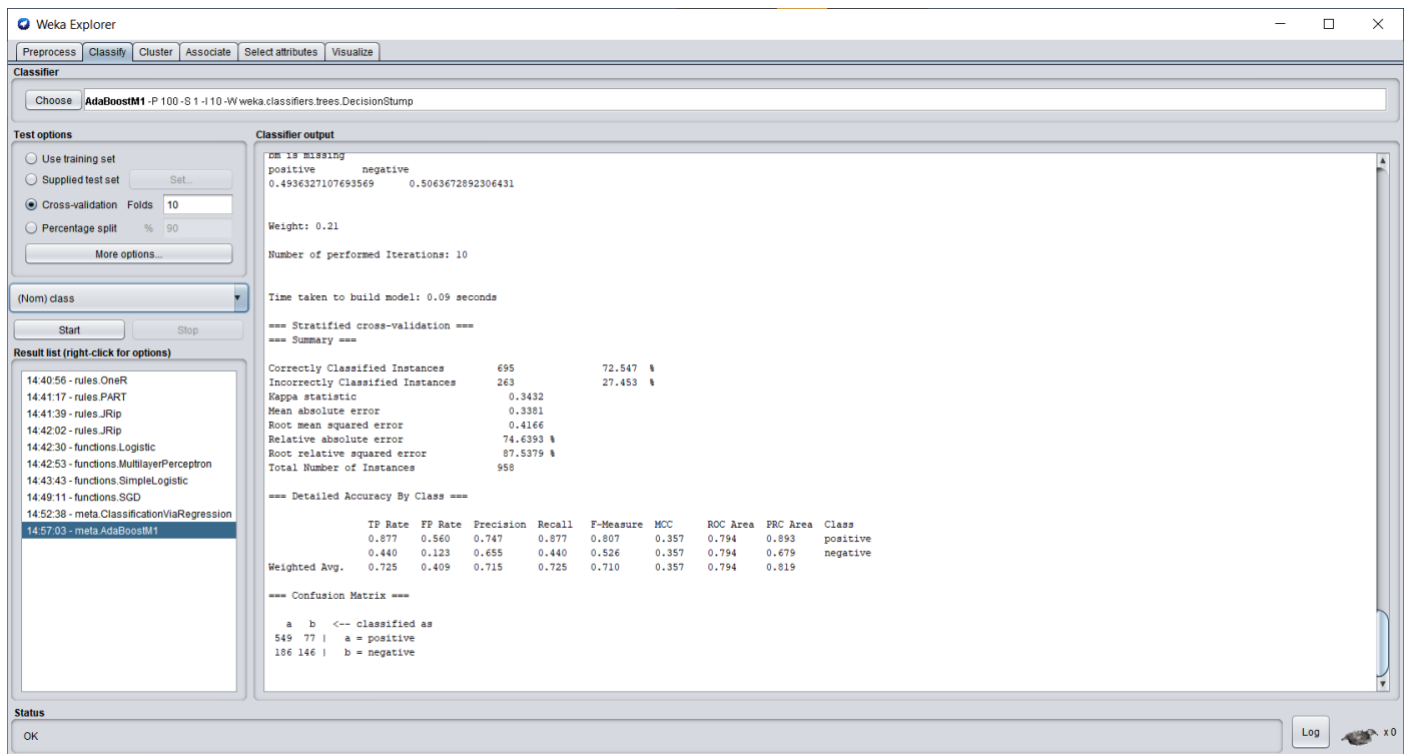 Weka Explorer
Preprocess Classify Cluster Associate Select attributes Visualize
Classifier
Choose AdaBoostM1 -P 100 -S 1 -I 10 -W weka.classifiers.trees.DecisionStump
Test options
Use training set
Supplied test set Set...
Cross-validation Folds 10
Percentage split % 90
More options...
(Nom) class
Start Stop
Result list (right-click for options)
14:40:56 - rules.OneR
14:41:17 - rules.PART
14:41:39 - rules.JRip
14:42:02 - rules.JRip
14:42:30 - functions.Logistic
14:42:53 - functions.MultilayerPerceptron
14:43:43 - functions.SimpleLogistic
14:49:11 - functions.SGD
14:52:38 - meta.ClassificationViaRegression
14:57:03 - meta.AdaBoostM1
Classifier output
bm is missing
positive negative
0.4936327107693569 0.5063672892306431
Weight: 0.21
Number of performed Iterations: 10
Time taken to build model: 0.09 seconds
=== Stratified cross-validation ===
=== Summary ===
Correctly Classified Instances 695 72.547 %
Incorrectly Classified Instances 263 27.453 %
Kappa statistic 0.3432
Mean absolute error 0.3381
Root mean squared error 0.4166
Relative absolute error 74.6393 %
Root relative squared error 87.5379 %
Total Number of Instances 958
=== Detailed Accuracy By Class ===
TP Rate FP Rate Precision Recall F-Measure MCC ROC Area PRC Area Class
0.877 0.560 0.747 0.877 0.807 0.357 0.794 0.893 positive
0.440 0.123 0.655 0.440 0.526 0.357 0.794 0.679 negative
Weighted Avg. 0.725 0.409 0.715 0.725 0.710 0.357 0.794 0.819
=== Confusion Matrix ===
a b <-- classified as
549 77 | a = positive
186 146 | b = negative
Status
OK
Log x 0